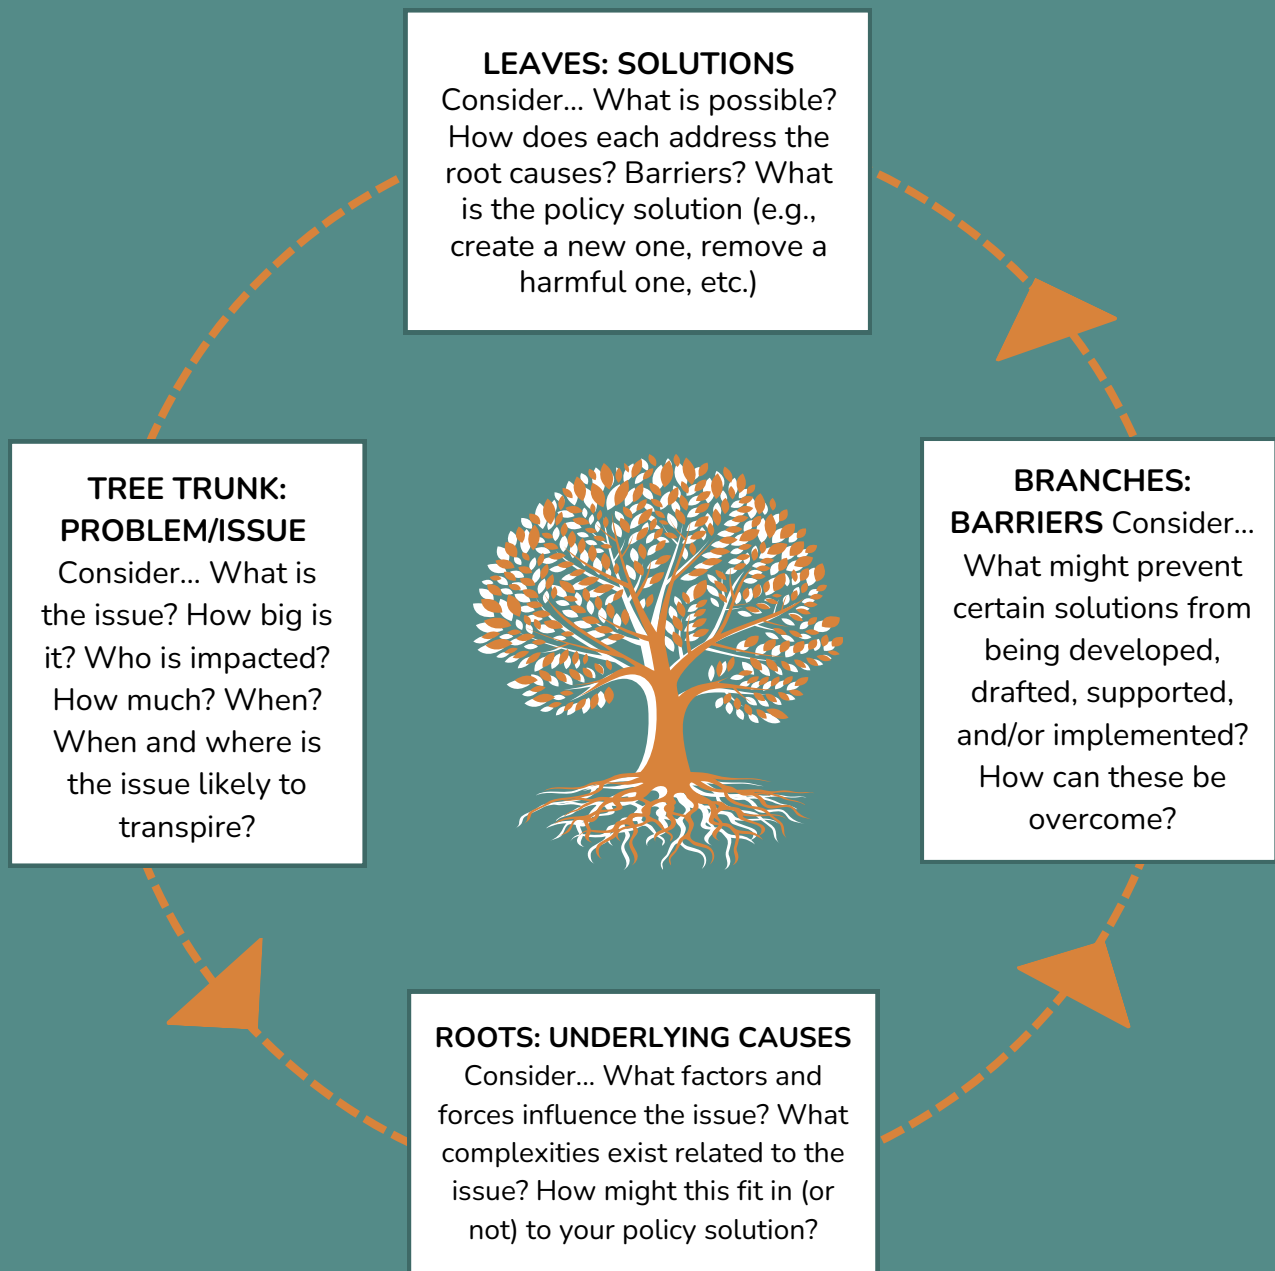 LEAVES: SOLUTIONS
Consider... What is possible?
How does each address the
root causes? Barriers? What
is the policy solution (e.g.,
create a new one, remove a
harmful one, etc.)
TREE TRUNK:
PROBLEM/ISSUE
Consider... What is
the issue? How big is
it? Who is impacted?
How much? When?
When and where is
the issue likely to
transpire?
BRANCHES:
BARRIERS Consider...
What might prevent
certain solutions from
being developed,
drafted, supported,
and/or implemented?
How can these be
overcome?
ROOTS: UNDERLYING CAUSES
Consider... What factors and
forces influence the issue? What
complexities exist related to the
issue? How might this fit in (or
not) to your policy solution?